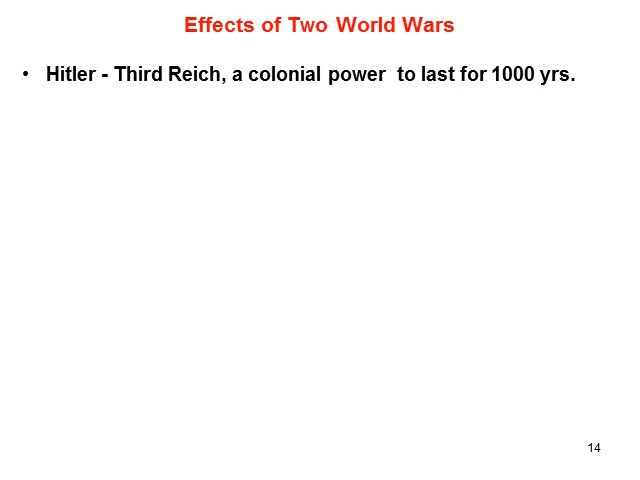 Effects of Two World Wars
• Hitler - Third Reich, a colonial power  to last for 1000 yrs.
14